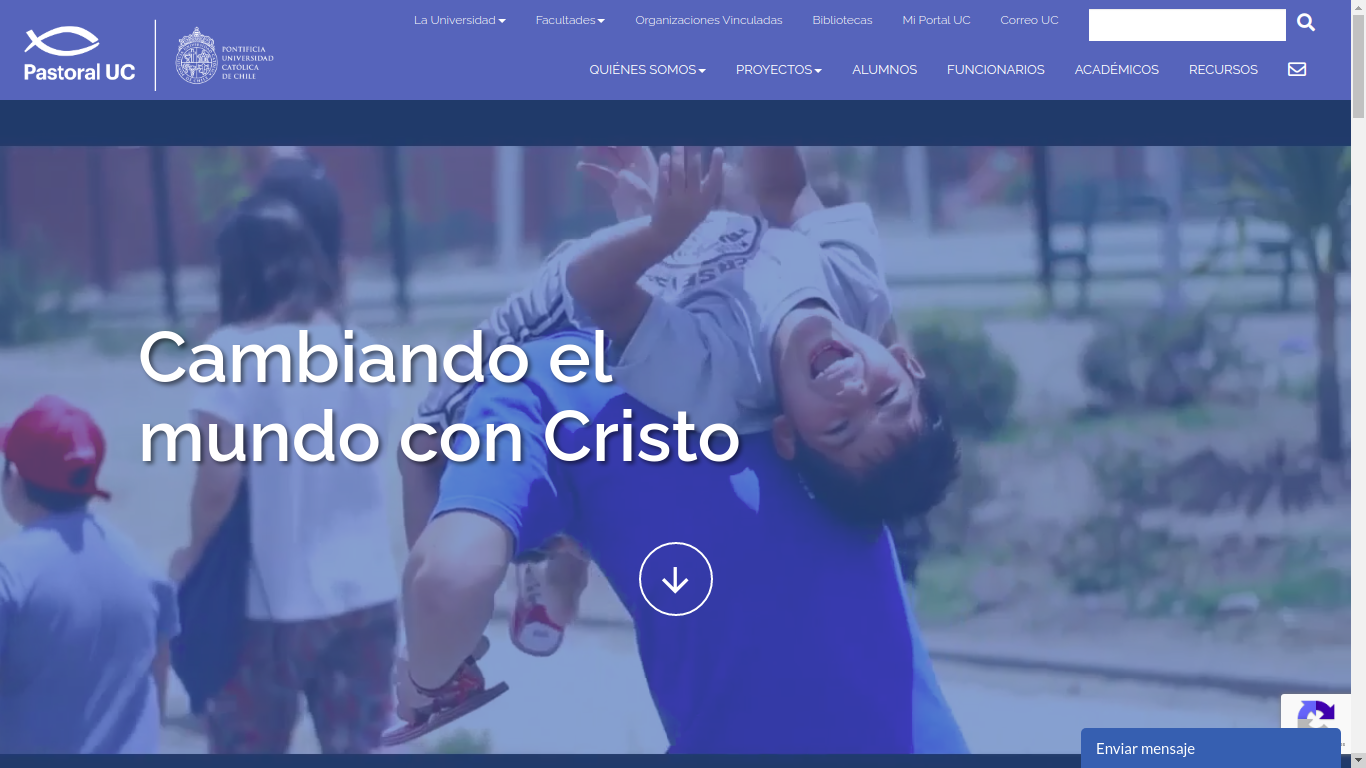 La Universidad
Facultades
Organizaciones Vinculadas
Bibliotecas
Mi Portal UC
Correo UC
Pastoral UC
PONTIFICIA
UNIVERSIDAD
CATÓLICA
DE CHILE
QUIÉNES SOMOS
PROYECTOS
ALUMNOS
FUNCIONARIOS
ACADÉMICOS
RECURSOS
Cambiando el
mundo con Cristo
Enviar mensaje